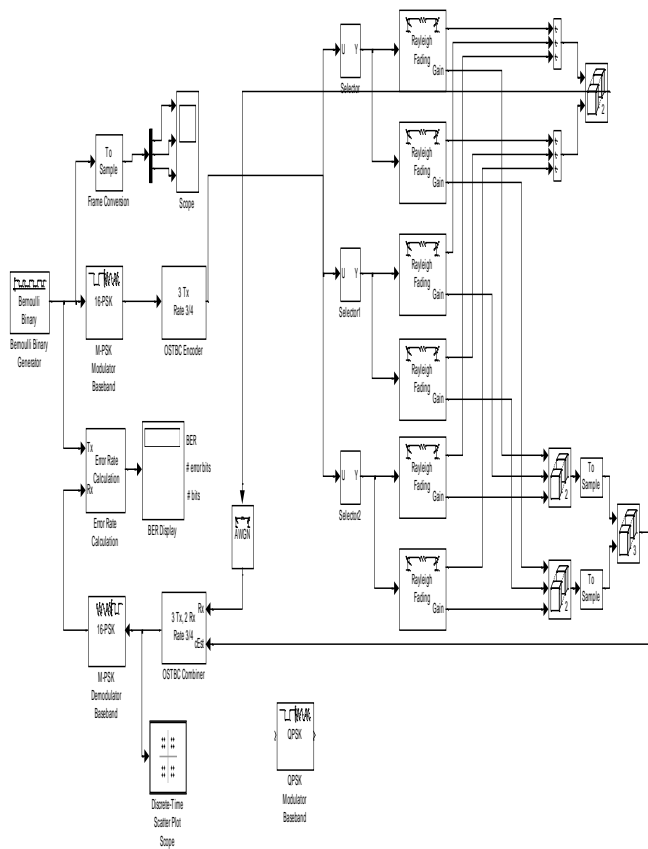 Rayleigh
Fading
Gain
U Y
Selector
2
To
Sample
Frame Conversion
Scope
Rayleigh
Fading
Gain
Bernoulli
Binary
Bernoulli Binary
Generator
16-PSK
M-PSK
Modulator
Baseband
3 Tx
Rate 3/4
OSTBC Encoder
U Y
Selector1
Rayleigh
Fading
Gain
Rayleigh
Fading
Gain
Tx
Rx
Error Rate
Calculation
Error Rate
Calculation
BER
# error bits
# bits
BER Display
U Y
Selector2
Rayleigh
Fading
Gain
2
To
Sample
3
AWGN
Rayleigh
Fading
Gain
2
To
Sample
16-PSK
M-PSK
Demodulator
Baseband
3 Tx, 2 Rx
Rate 3/4
Rx
cEst
OSTBC Combiner
Discrete-Time
Scatter Plot
Scope
QPSK
QPSK
Modulator
Baseband